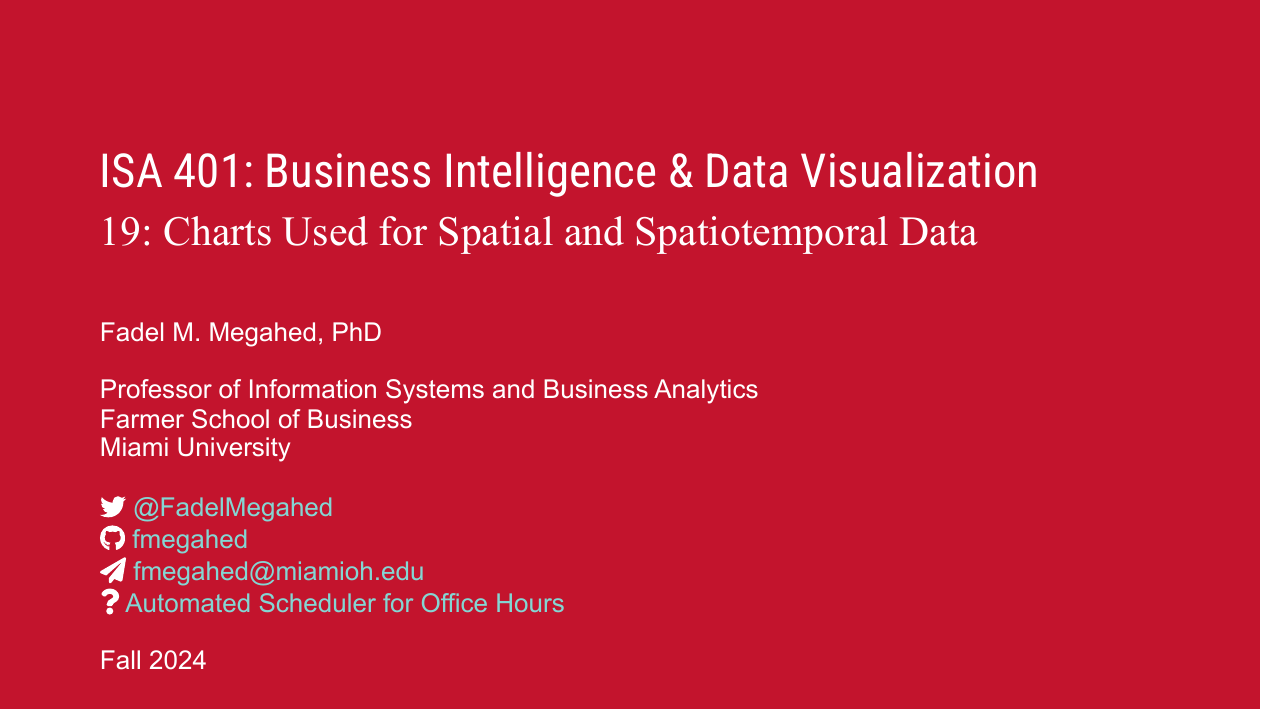 ISA 401: Business Intelligence & Data Visualization
19: Charts Used for Spatial and Spatiotemporal Data
Fadel M. Megahed, PhD
Professor of Information Systems and Business Analytics
Farmer School of Business
Miami University
@FadelMegahed
fmegahed
fmegahed@miamioh.edu
Automated Scheduler for Office Hours
Fall 2024